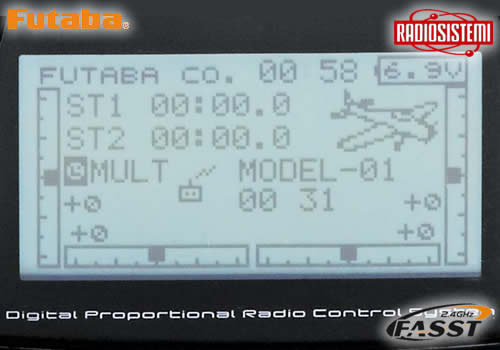 Futaba®
RADIOSISTEMI
FUTABA CO. 00 58 6.9V
ST1 00:00.0
ST2 00:00.0
MULT MODEL-01
00 31
+0 +0
+0 +0
Digital Proportional Radio Control System
2.4GHz
FASST